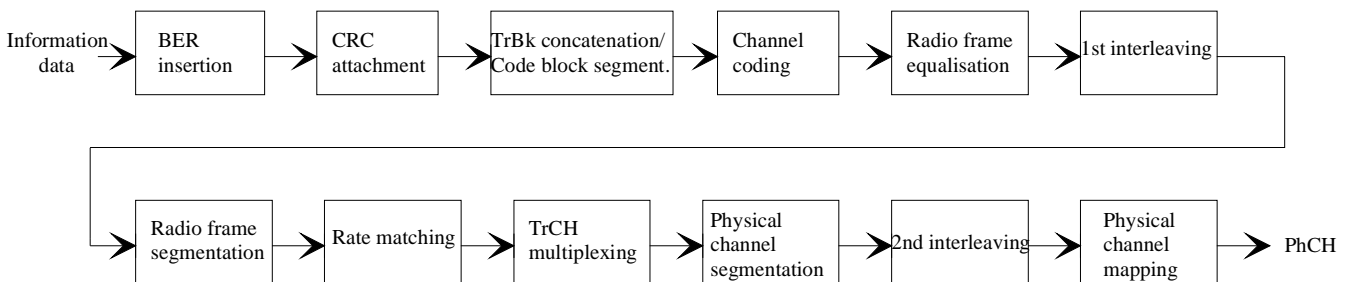 Information
data
BER
insertion
CRC
attachment
TrBk concatenation/
Code block segment.
Channel
coding
Radio frame
equalisation
1st interleaving
Radio frame
segmentation
Rate matching
TrCH
multiplexing
Physical
channel
segmentation
2nd interleaving
Physical
channel
mapping
PhCH